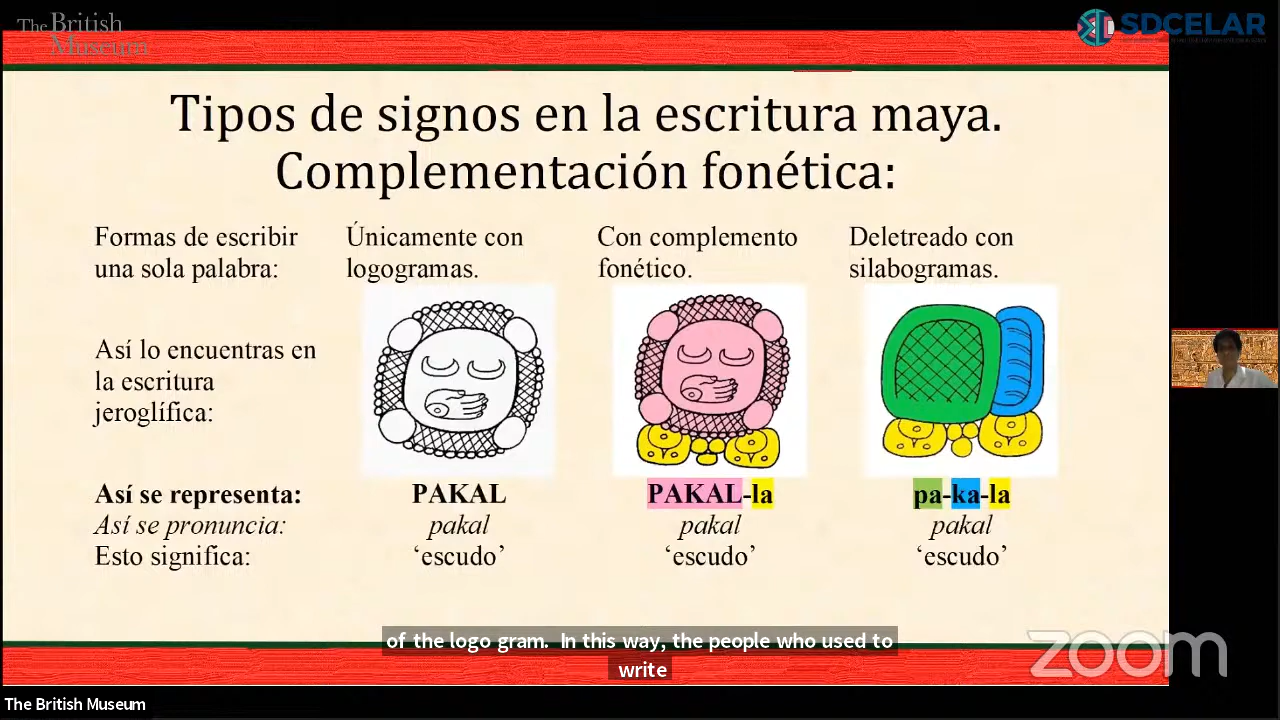 The British
Museum
SDCELAR
Tipos de signos en la escritura maya.
Complementación fonética:
Formas de escribir
una sola palabra:
Únicamente con
logogramas.
Con complemento
fonético.
Deletreado con
silabogramas.
Así lo encuentras en
la escritura
jeroglífica:
Así se representa: PAKAL PAKAL-la pa-ka-la
Así se pronuncia: pakal pakal pakal
Esto significa: ‘escudo’ ‘escudo’ ‘escudo’
of the logo gram. In this way, the people who used to
write
zoom
The British Museum